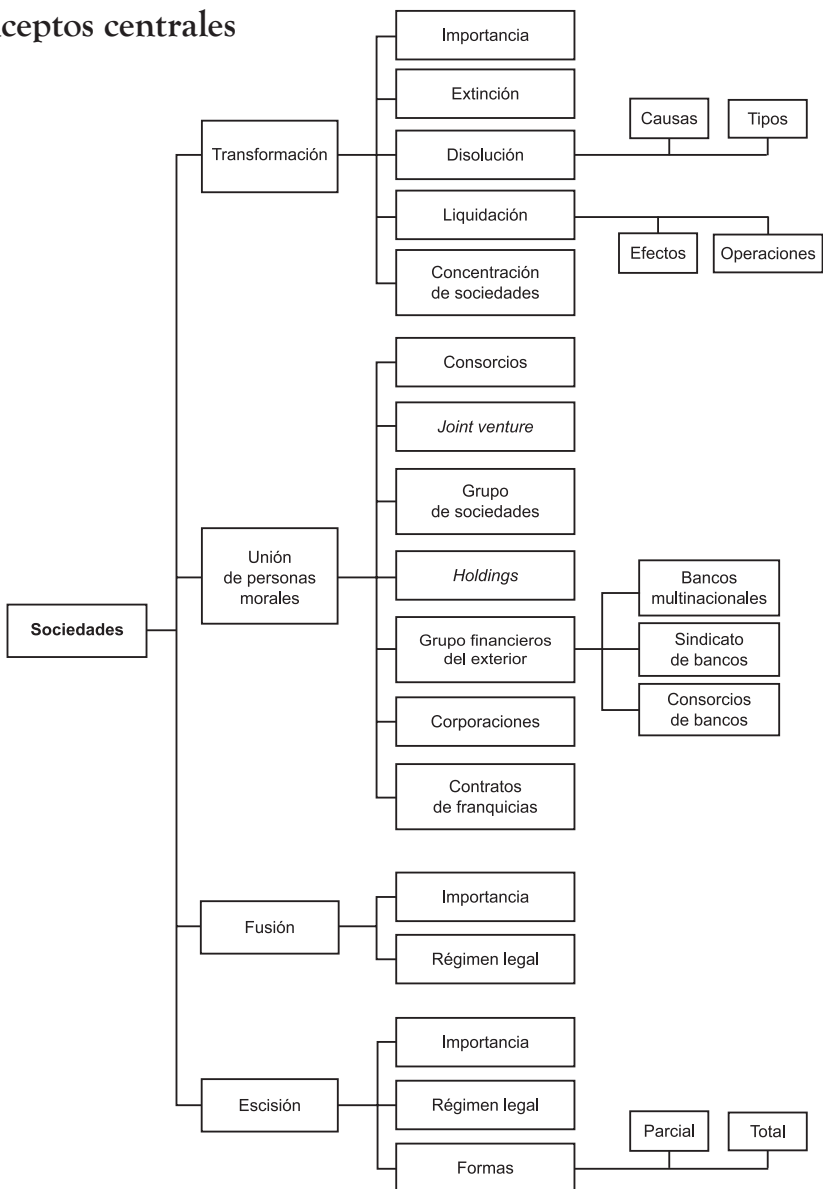 ceptos centrales
Sociedades
Transformación
Importancia
Extinción
Disolución
Causas
Tipos
Liquidación
Efectos
Operaciones
Concentración
de sociedades
Unión
de personas
morales
Consorcios
Joint venture
Grupo
de sociedades
Holdings
Grupo financieros
del exterior
Bancos
multinacionales
Sindicato
de bancos
Consorcios
de bancos
Corporaciones
Contratos
de franquicias
Fusión
Importancia
Régimen legal
Escisión
Importancia
Régimen legal
Formas
Parcial
Total